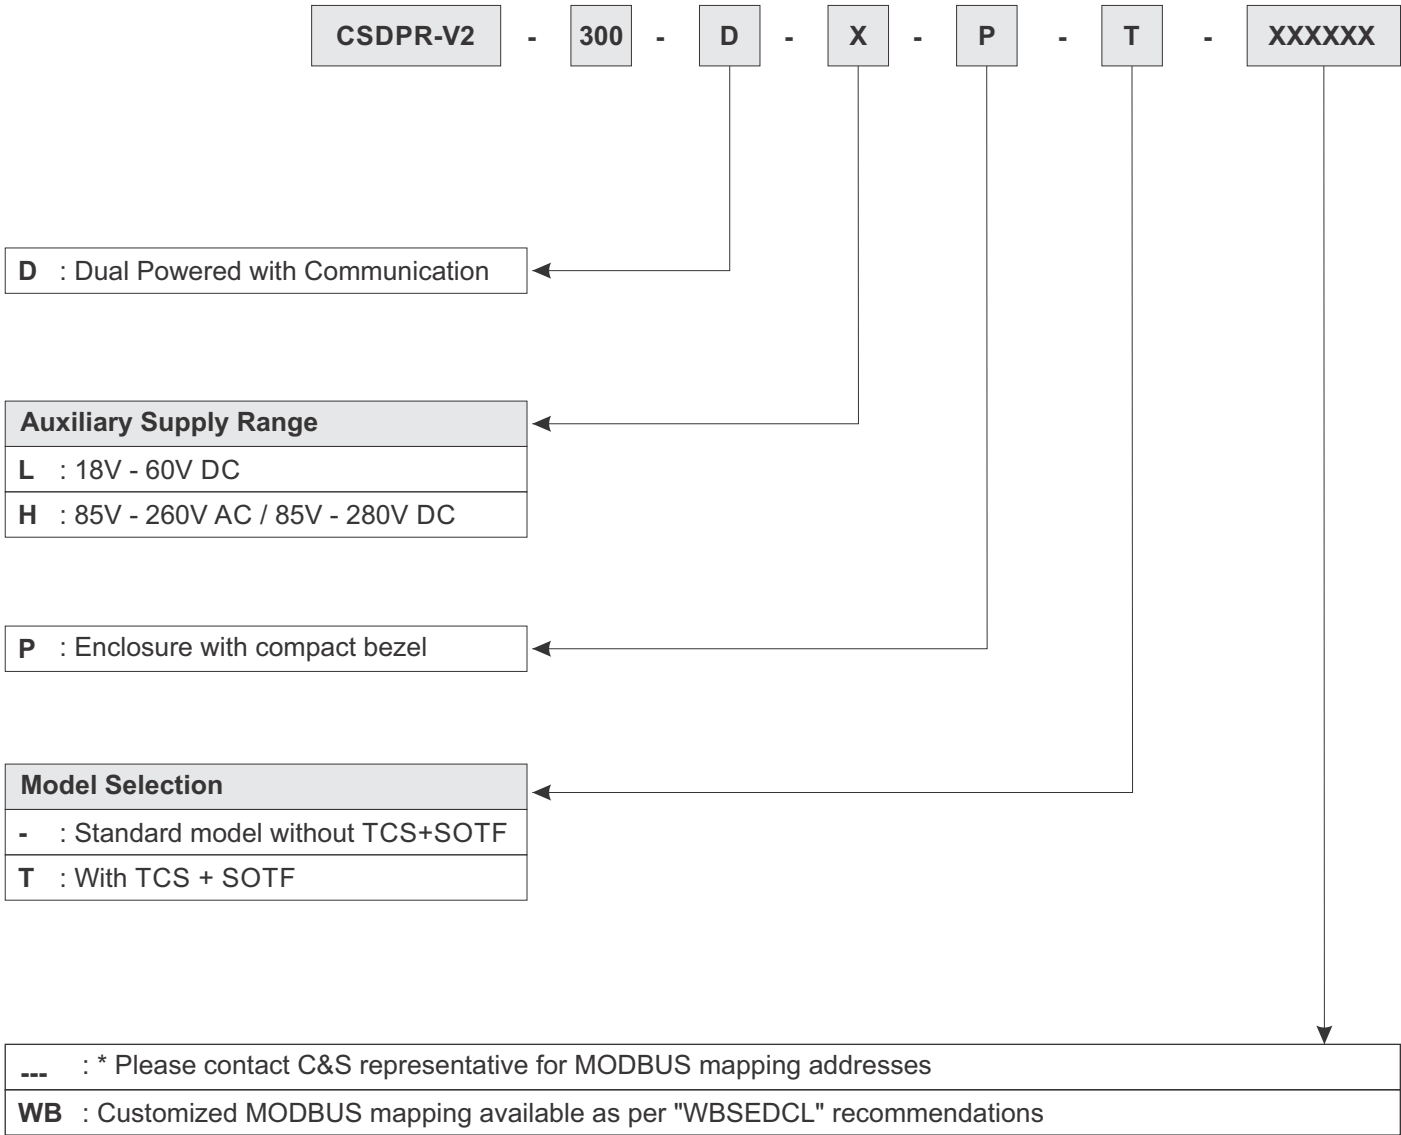 CSDPR-V2 - 300 - D - X - P - T - XXXXXX
D : Dual Powered with Communication
Auxiliary Supply Range
L : 18V - 60V DC
H : 85V - 260V AC / 85V - 280V DC
P : Enclosure with compact bezel
Model Selection
- : Standard model without TCS+SOTF
T : With TCS + SOTF
--- : * Please contact C&S representative for MODBUS mapping addresses
WB : Customized MODBUS mapping available as per "WBSEDCL" recommendations